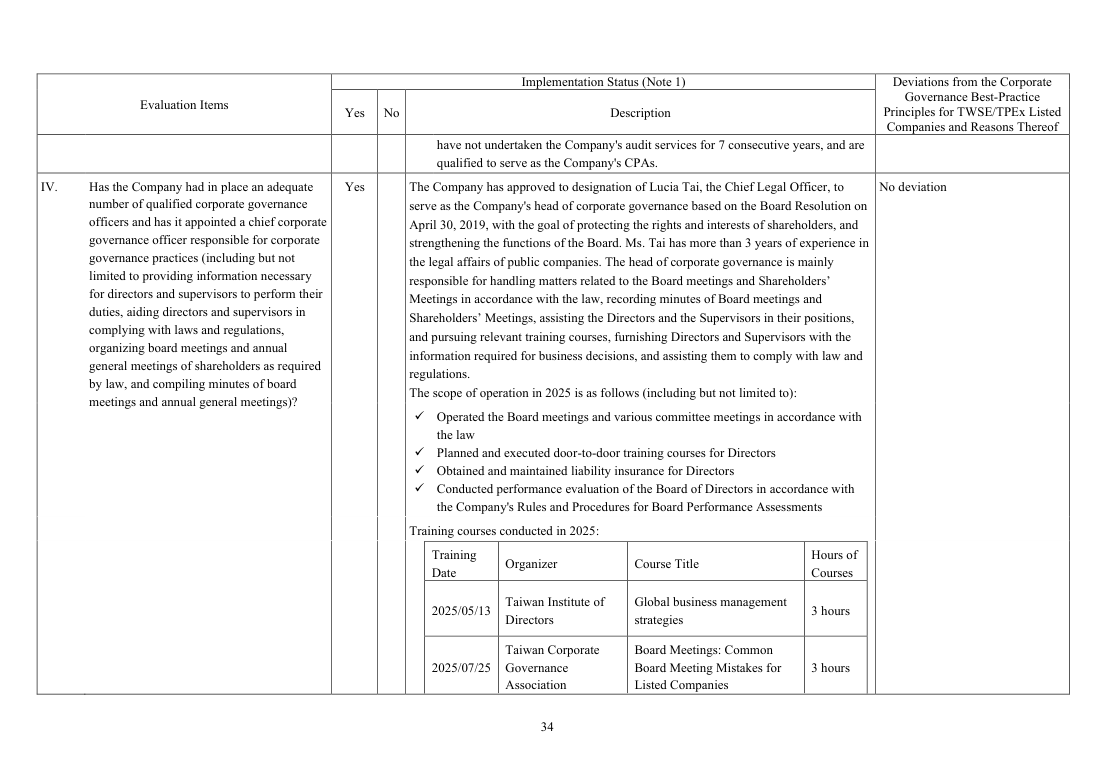 Evaluation Items
Implementation Status (Note 1)
Deviations from the Corporate
Governance Best-Practice
Principles for TWSE/TPEx Listed
Companies and Reasons Thereof
Yes
No
Description
have not undertaken the Company's audit services for 7 consecutive years, and are
qualified to serve as the Company's CPAs.
IV.
Has the Company had in place an adequate
number of qualified corporate governance
officers and has it appointed a chief corporate
governance officer responsible for corporate
governance practices (including but not
limited to providing information necessary
for directors and supervisors to perform their
duties, aiding directors and supervisors in
complying with laws and regulations,
organizing board meetings and annual
general meetings of shareholders as required
by law, and compiling minutes of board
meetings and annual general meetings)?
Yes
The Company has approved to designation of Lucia Tai, the Chief Legal Officer, to
serve as the Company's head of corporate governance based on the Board Resolution on
April 30, 2019, with the goal of protecting the rights and interests of shareholders, and
strengthening the functions of the Board. Ms. Tai has more than 3 years of experience in
the legal affairs of public companies. The head of corporate governance is mainly
responsible for handling matters related to the Board meetings and Shareholders’
Meetings in accordance with the law, recording minutes of Board meetings and
Shareholders’ Meetings, assisting the Directors and the Supervisors in their positions,
and pursuing relevant training courses, furnishing Directors and Supervisors with the
information required for business decisions, and assisting them to comply with law and
regulations.
The scope of operation in 2025 is as follows (including but not limited to):
✓ Operated the Board meetings and various committee meetings in accordance with
the law
✓ Planned and executed door-to-door training courses for Directors
✓ Obtained and maintained liability insurance for Directors
✓ Conducted performance evaluation of the Board of Directors in accordance with
the Company's Rules and Procedures for Board Performance Assessments
Training courses conducted in 2025:
Training
Date
Organizer
Course Title
Hours of
Courses
2025/05/13
Taiwan Institute of
Directors
Global business management
strategies
3 hours
2025/07/25
Taiwan Corporate
Governance
Association
Board Meetings: Common
Board Meeting Mistakes for
Listed Companies
3 hours
No deviation
34